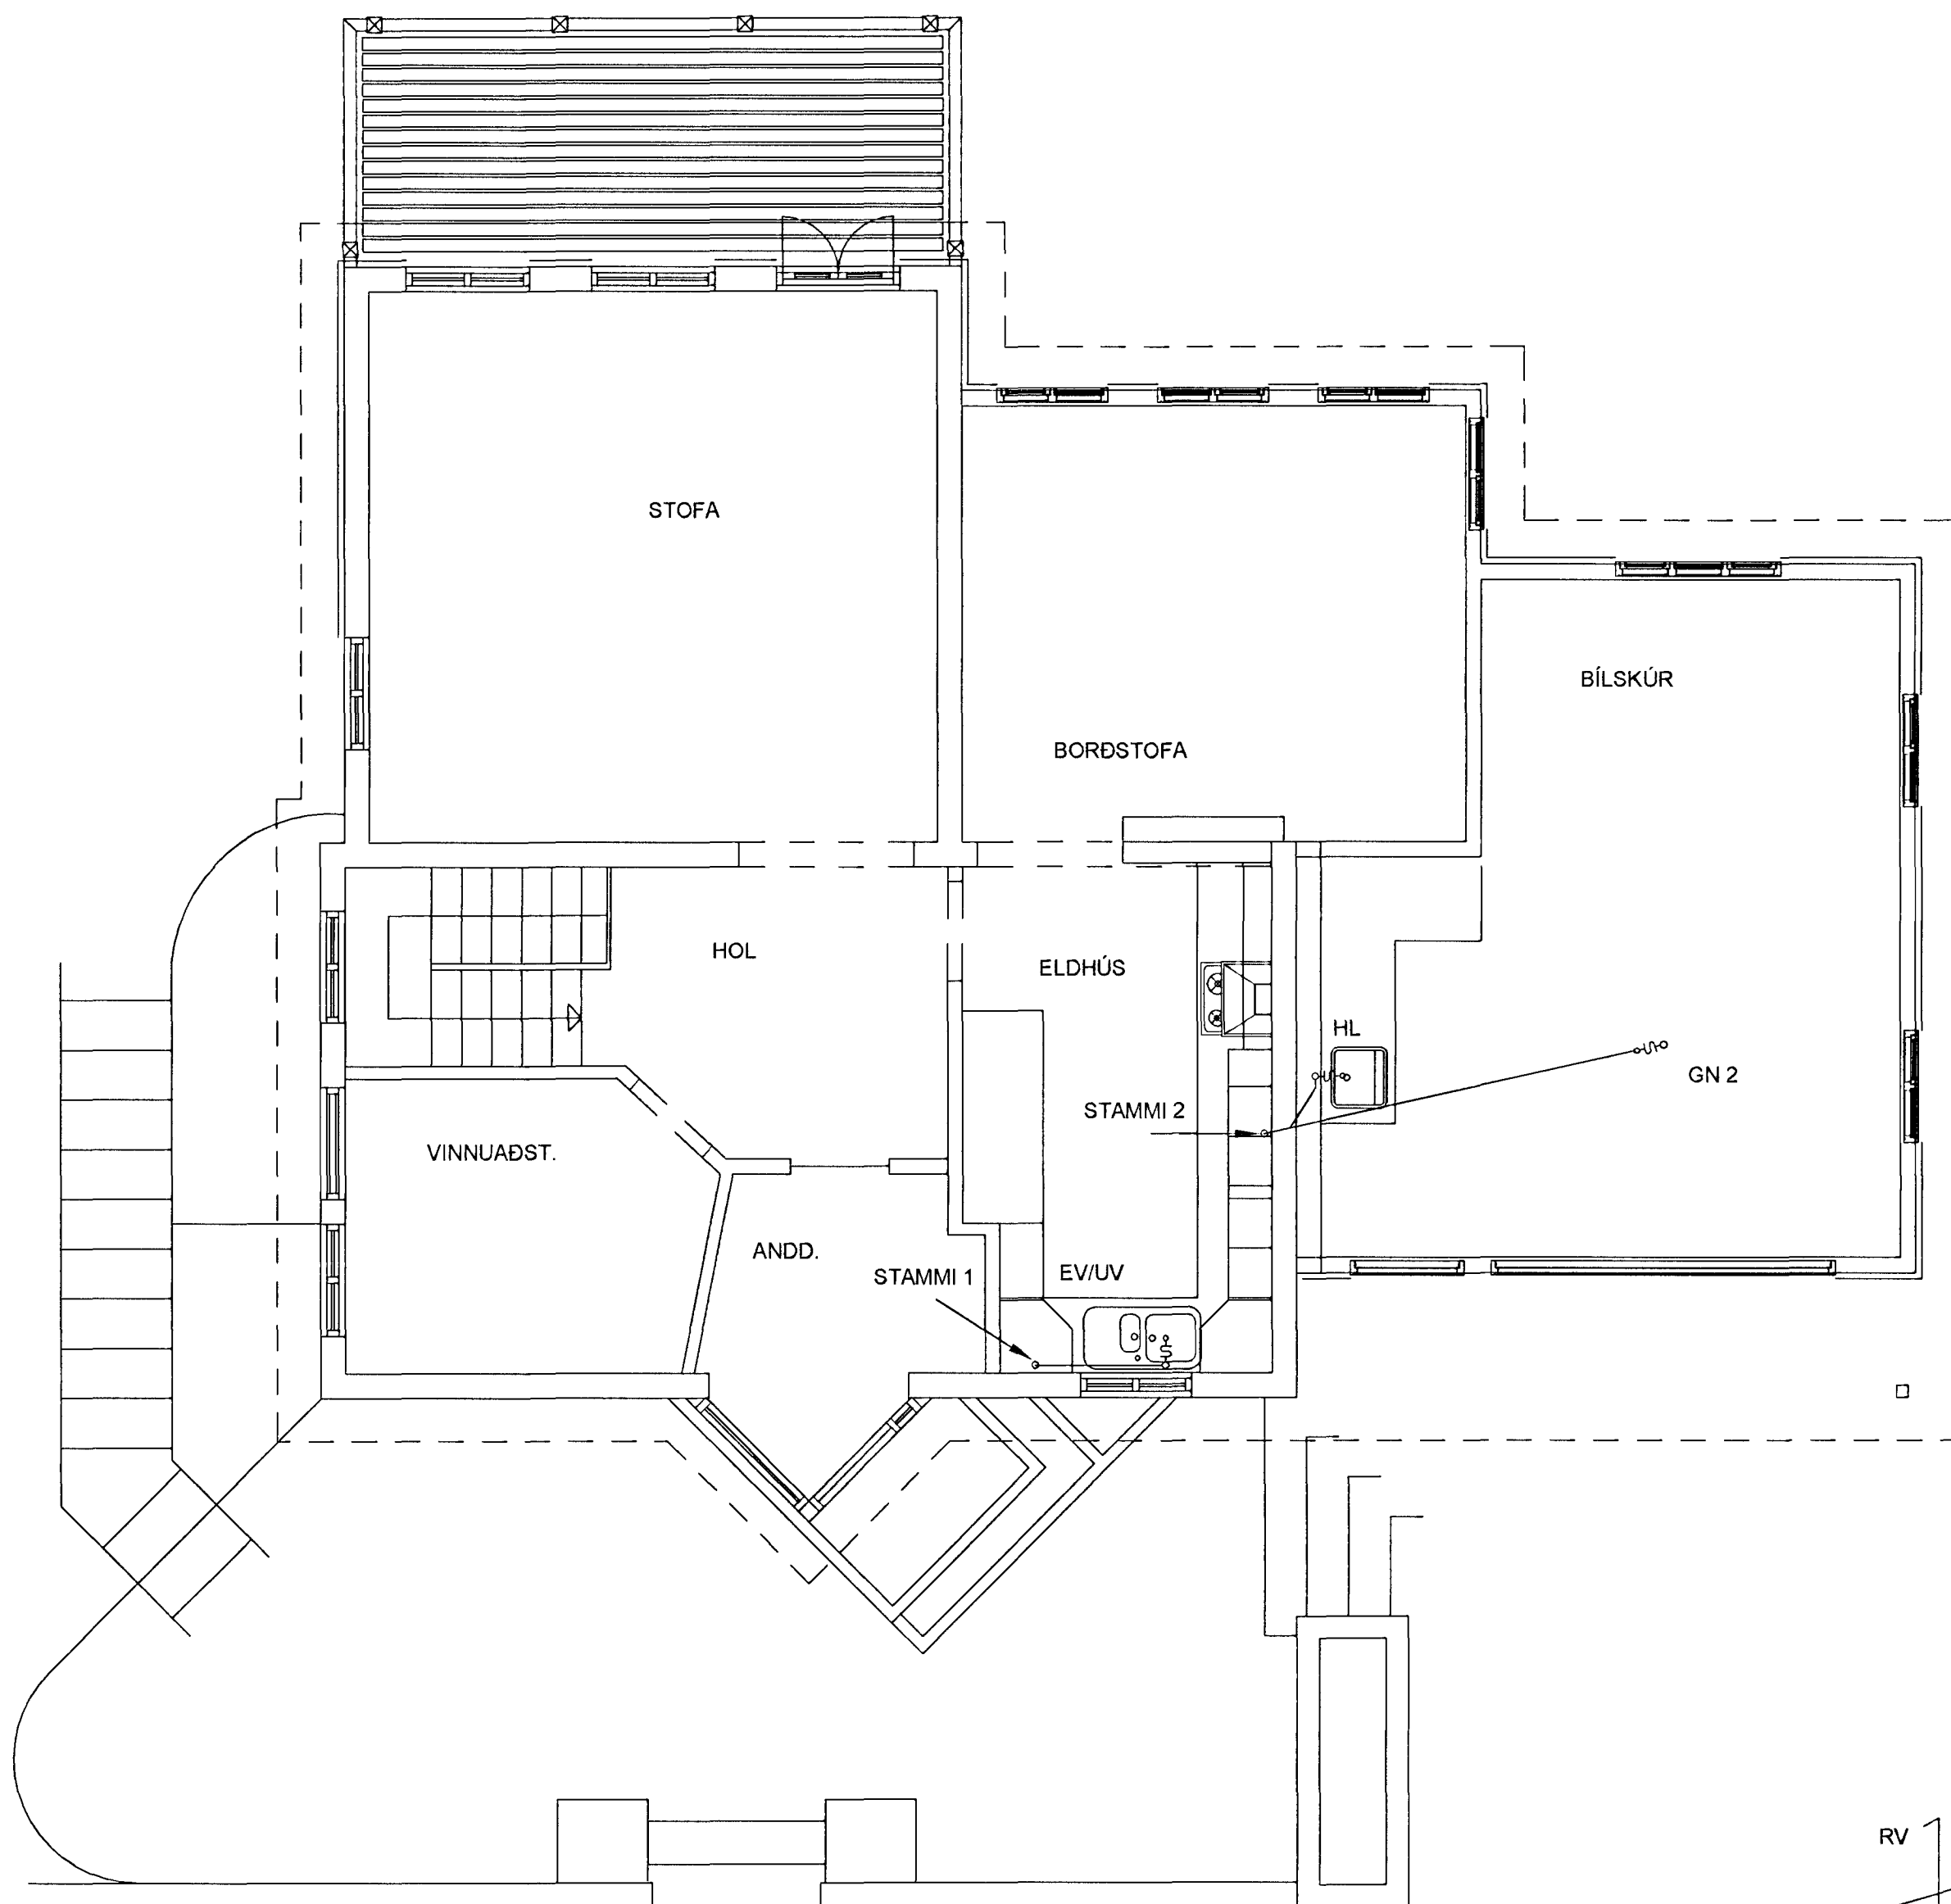 STOFA
BÍLSKÚR
BORÐSTOFA
HOL
ELDHÚS
HL
GN 2
STAMMI 2
VINNUAÐST.
ANDD.
STAMMI 1
EV/UV
RV